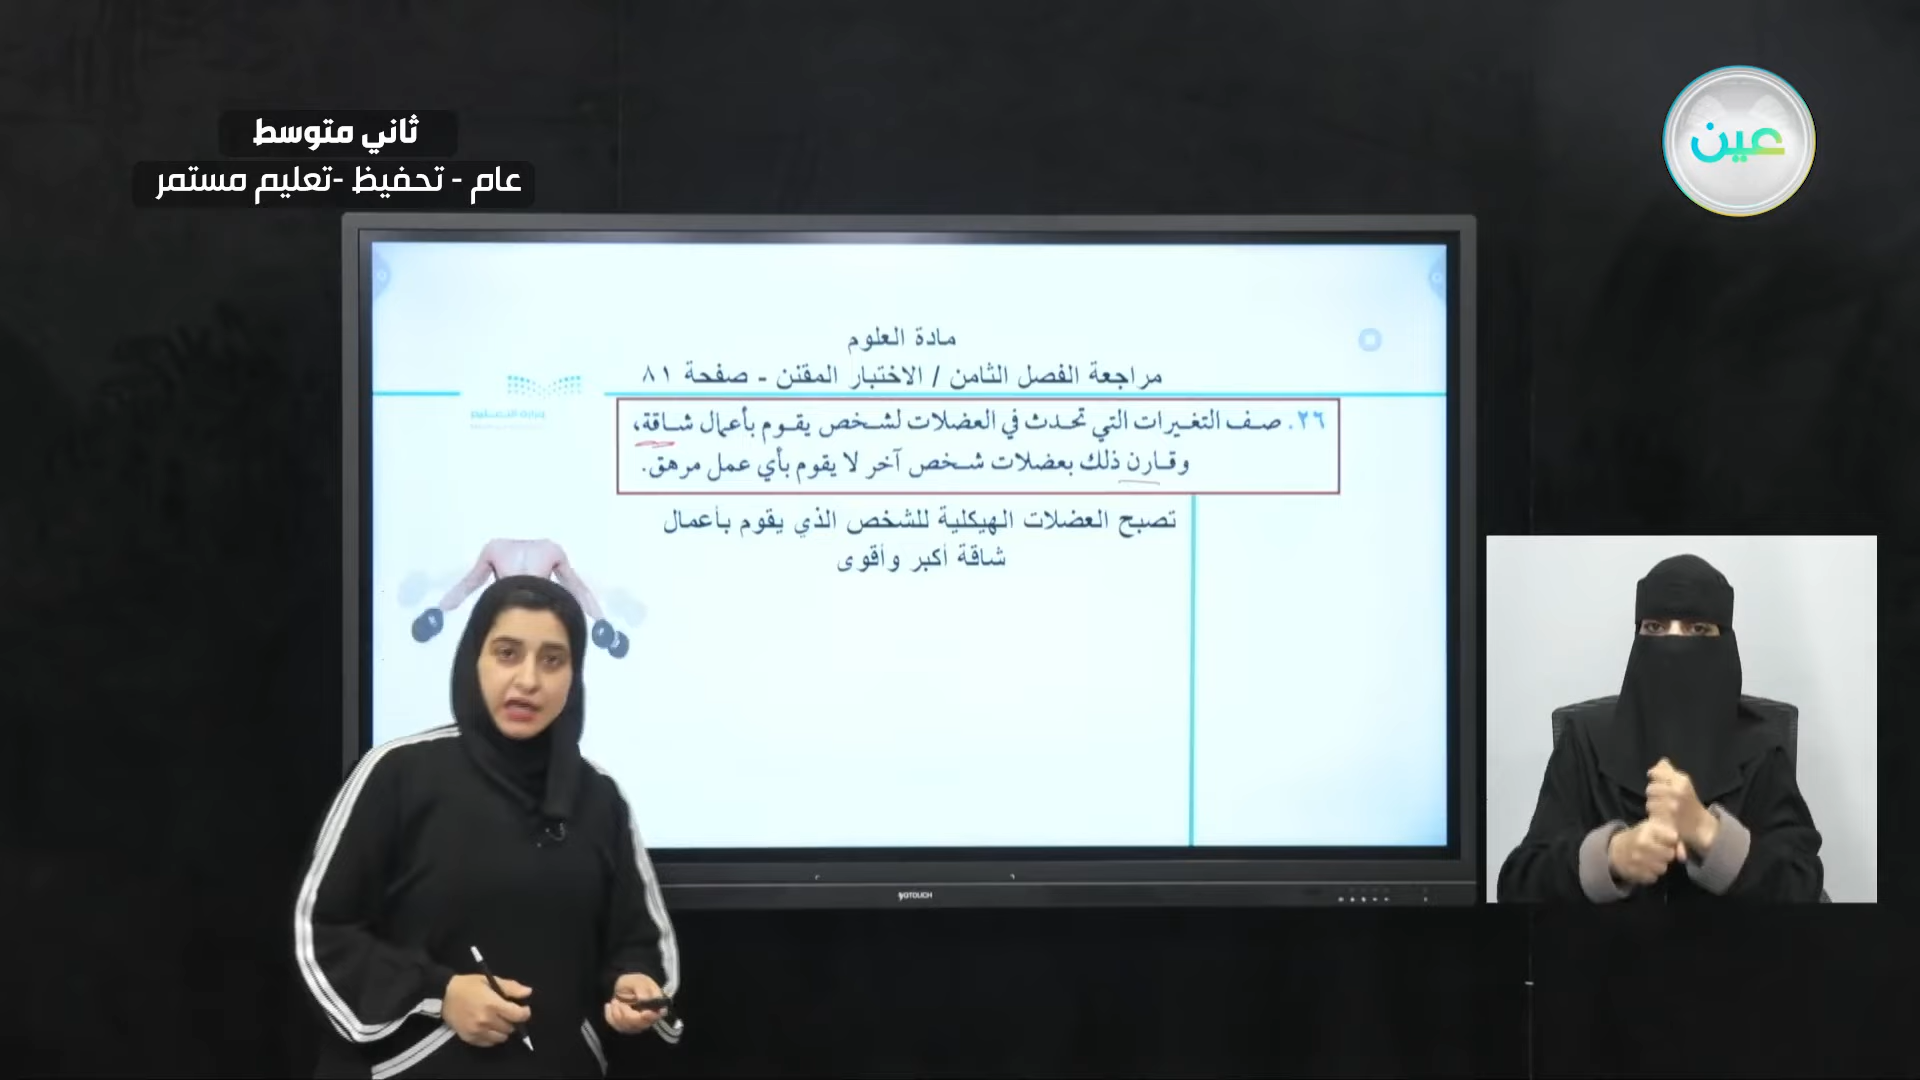 ثاني متوسط
عام - تحفيظ -تعليم مستمر
عين
مادة العلوم
مراجعة الفصل الثامن / الاختبار المقنن - صفحة ٨١
وزارة التعليم
٢٦. صف التغيرات التي تحدث في العضلات لشخص يقوم بأعمال شاقة،
وقارن ذلك بعضلات شخص آخر لا يقوم بأي عمل مرهق.
تصبح العضلات الهيكلية للشخص الذي يقوم بأعمال
شاقة أكبر وأقوى